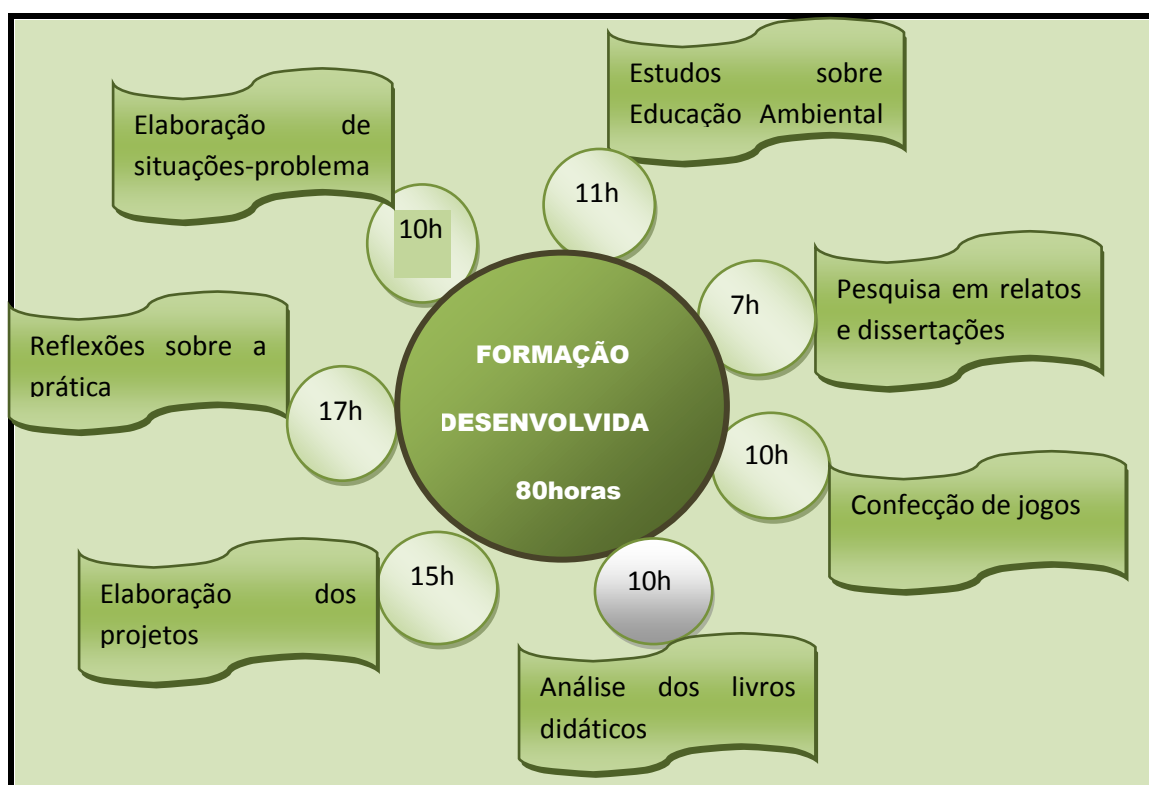 Estudos sobre
Educação Ambiental
Elaboração de
situações-problema
11h
10h
7h
Pesquisa em relatos
e dissertações
Reflexões sobre a
prática
17h
FORMAÇÃO
DESENVOLVIDA
80horas
10h
Confecção de jogos
15h
10h
Elaboração dos
projetos
Análise dos livros
didáticos